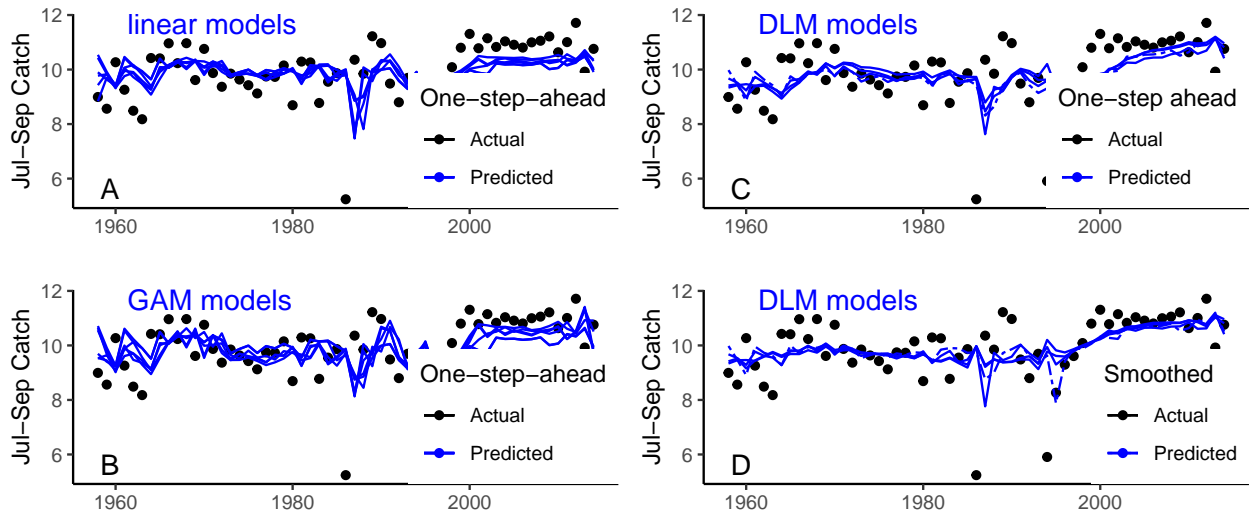 linear models
12
10
8
6
Jul−Sep Catch
One−step−ahead
Actual
Predicted
A
1960
1980
2000
DLM models
12
10
8
6
Jul−Sep Catch
One−step ahead
Actual
Predicted
C
1960
1980
2000
GAM models
12
10
8
6
Jul−Sep Catch
One−step−ahead
Actual
Predicted
B
1960
1980
2000
DLM models
12
10
8
6
Jul−Sep Catch
Smoothed
Actual
Predicted
D
1960
1980
2000